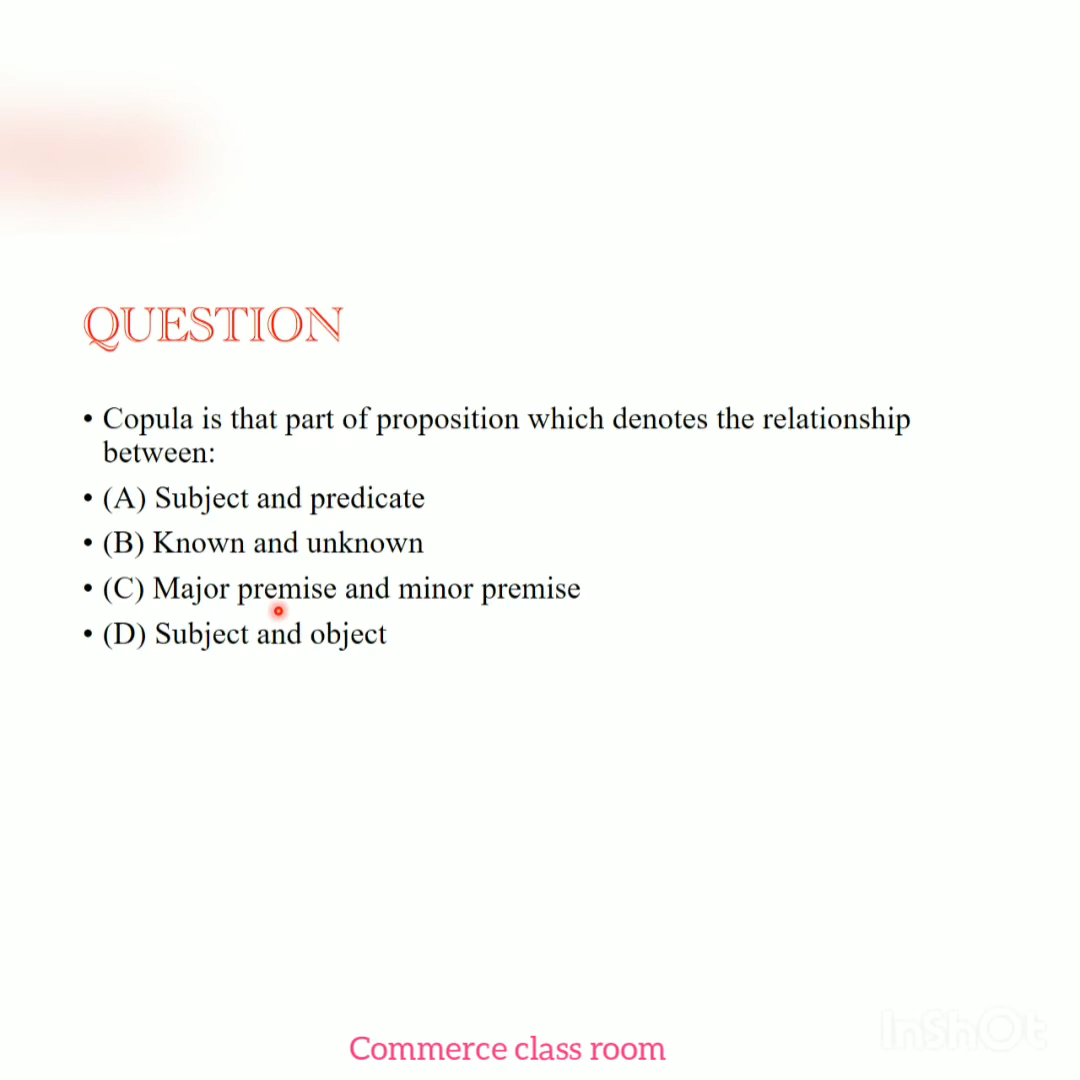 QUESTION
• Copula is that part of proposition which denotes the relationship
between:
• (A) Subject and predicate
• (B) Known and unknown
• (C) Major premise and minor premise
• (D) Subject and object
Commerce class room
InShOt